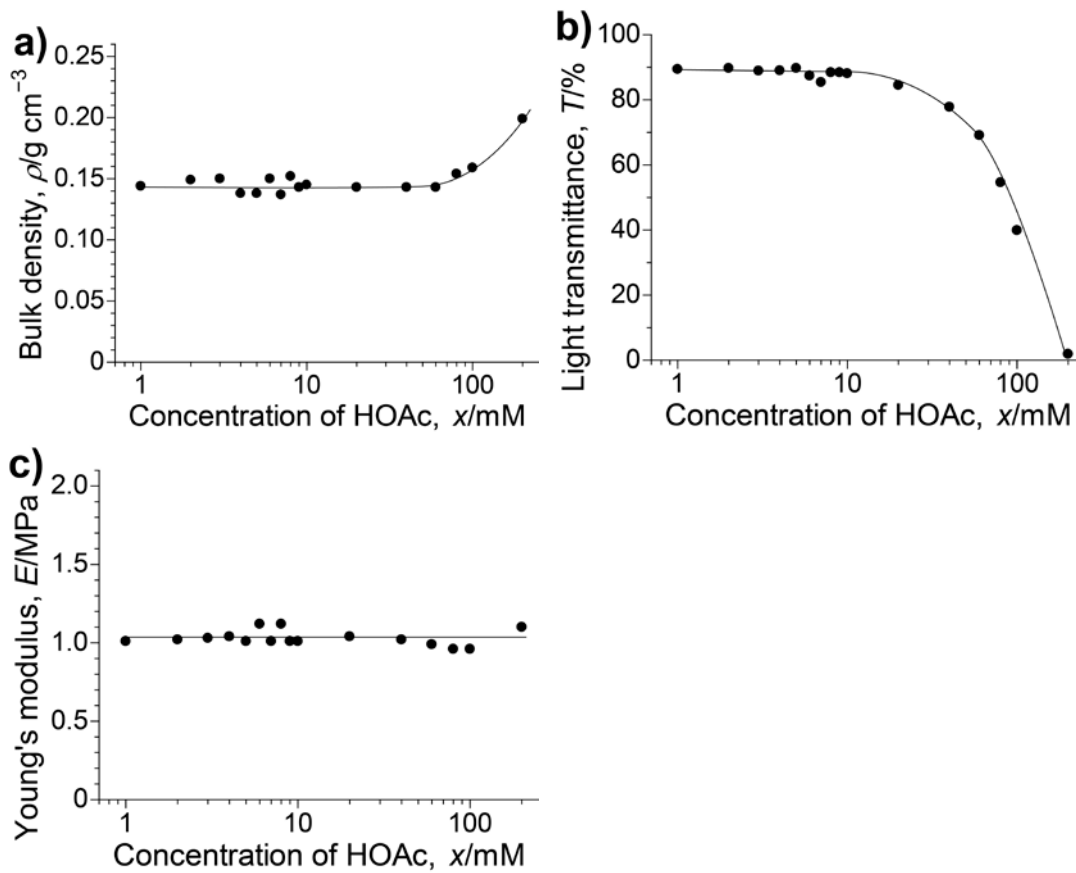 a)
0.25
0.20
0.15
0.10
0.05
0
Bulk density, ρ/g cm⁻³
1 10 100
Concentration of HOAc, x/mM
b)
100
80
60
40
20
0
Light transmittance, T/%
1 10 100
Concentration of HOAc, x/mM
c)
2.0
1.5
1.0
0.5
0
Young's modulus, E/MPa
1 10 100
Concentration of HOAc, x/mM